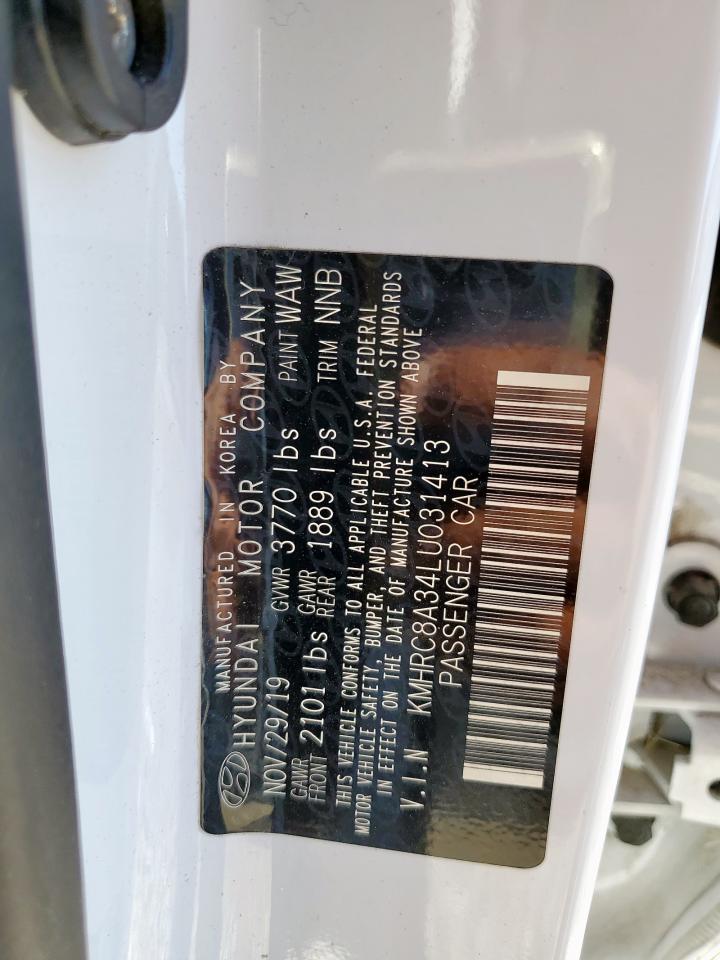 MANUFACTURED IN KOREA BY
HYUNDAI MOTOR COMPANY
NOV/29/19 GVWR 3770 lbs PAINT WAW
GAWR FRONT 2101 lbs GAWR REAR 1889 lbs TRIM NNB
THIS VEHICLE CONFORMS TO ALL APPLICABLE U.S.A. FEDERAL
MOTOR VEHICLE SAFETY, BUMPER, AND THEFT PREVENTION STANDARDS
IN EFFECT ON THE DATE OF MANUFACTURE SHOWN ABOVE
V.I.N KMHRC8A34LU031413
PASSENGER CAR